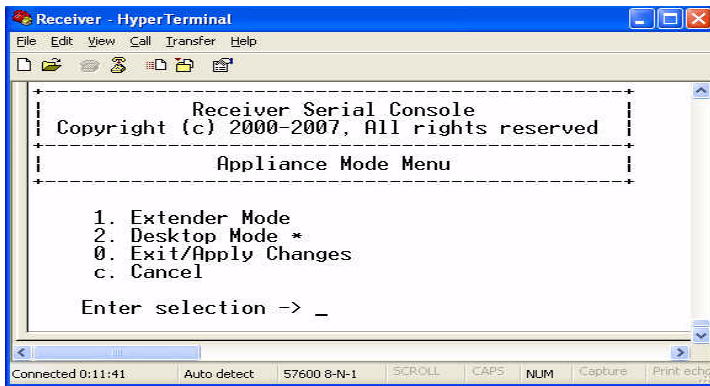 Receiver - HyperTerminal
File Edit View Call Transfer Help
Receiver Serial Console
Copyright (c) 2000-2007, All rights reserved
Appliance Mode Menu
1. Extender Mode
2. Desktop Mode *
0. Exit/Apply Changes
c. Cancel
Enter selection -> _
Connected 0:11:41 Auto detect 57600 8-N-1 SCROLL CAPS NUM Capture Print echo